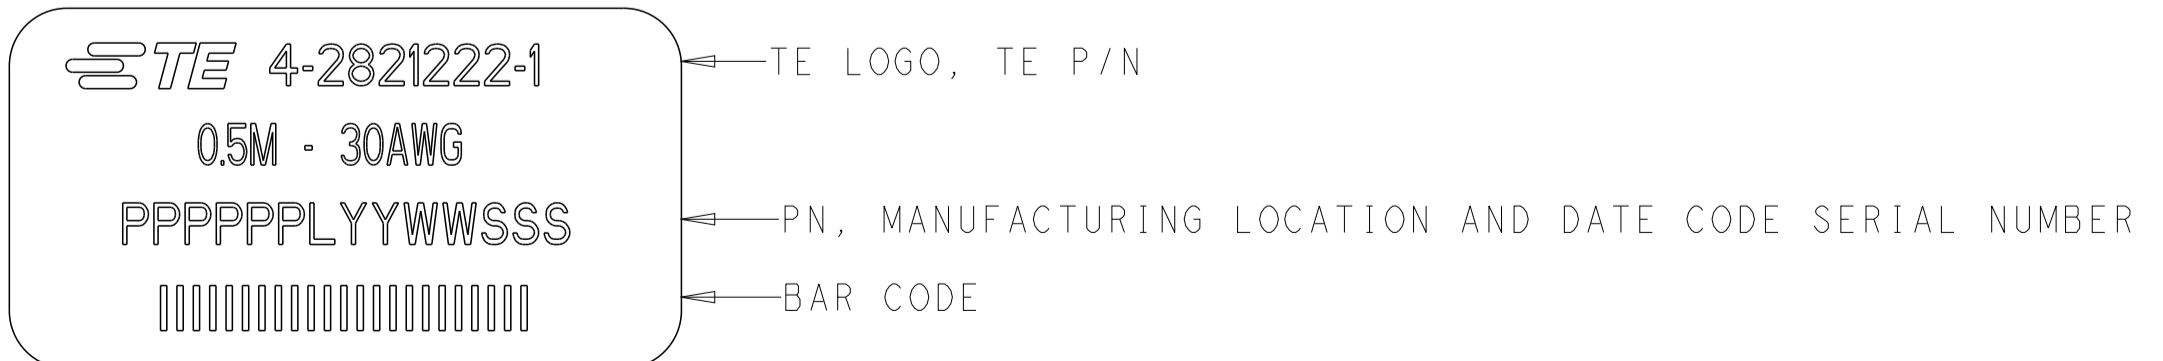 TE 4-2821222-1 TE LOGO, TE P/N
0.5M - 30AWG
PPPPPPLYYWWSSS PN, MANUFACTURING LOCATION AND DATE CODE SERIAL NUMBER
BAR CODE